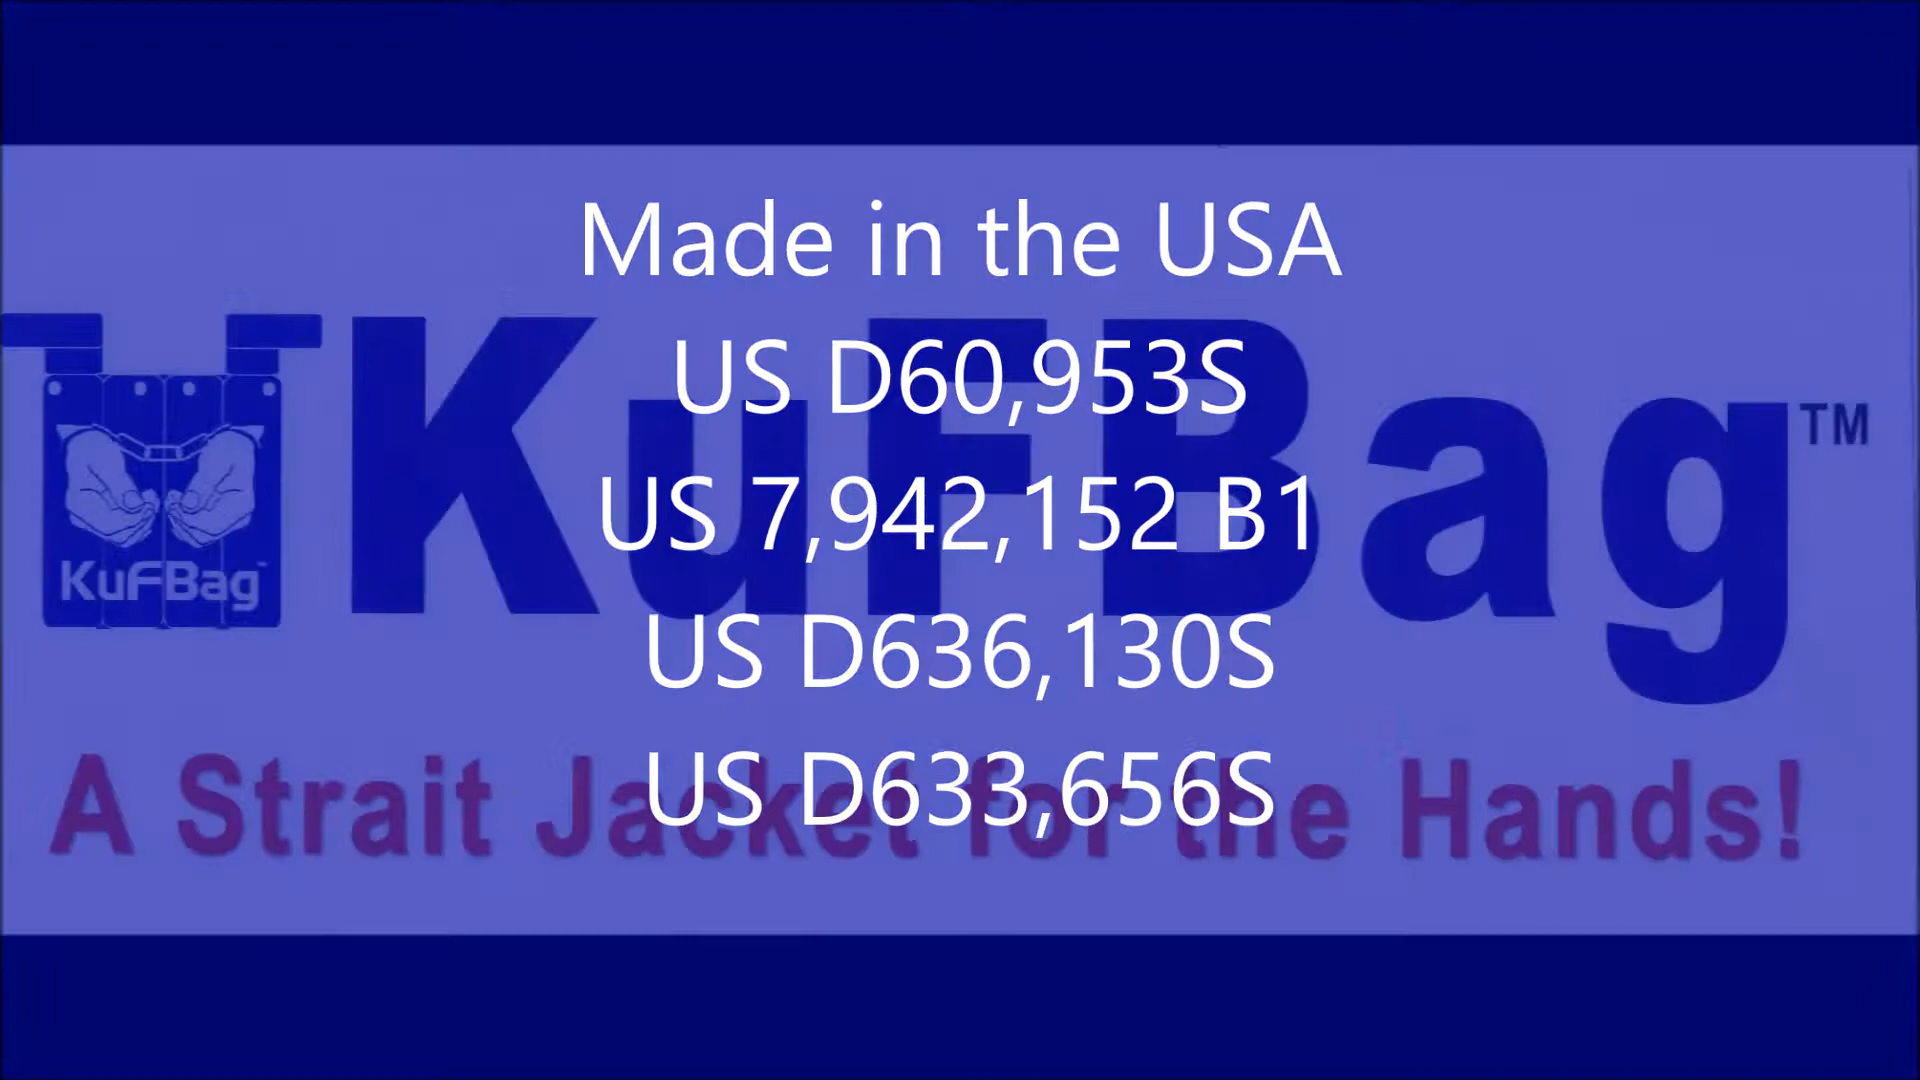 Made in the USA
US D60,953S
US 7,942,152 B1
US D636,130S
US D633,656S
KuFBag™
KuFBag™
A Strait Jacket for the Hands!